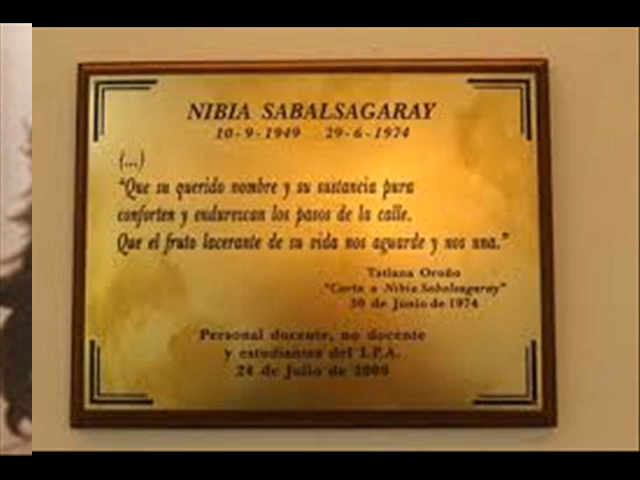 NIBIA SABALSAGARAY
10-9-1949 29-6-1974
(...)
"Que su querido nombre y su sustancia pura
conforten y endurezcan los pasos de la calle.
Que el fruto lacerante de su vida nos aguarde y nos una."
Tatiana Oroño
"Carta a Nibia Sabalsagaray"
30 de Junio de 1974
Personal docente, no docente
y estudiantes del I.P.A.
24 de Julio de